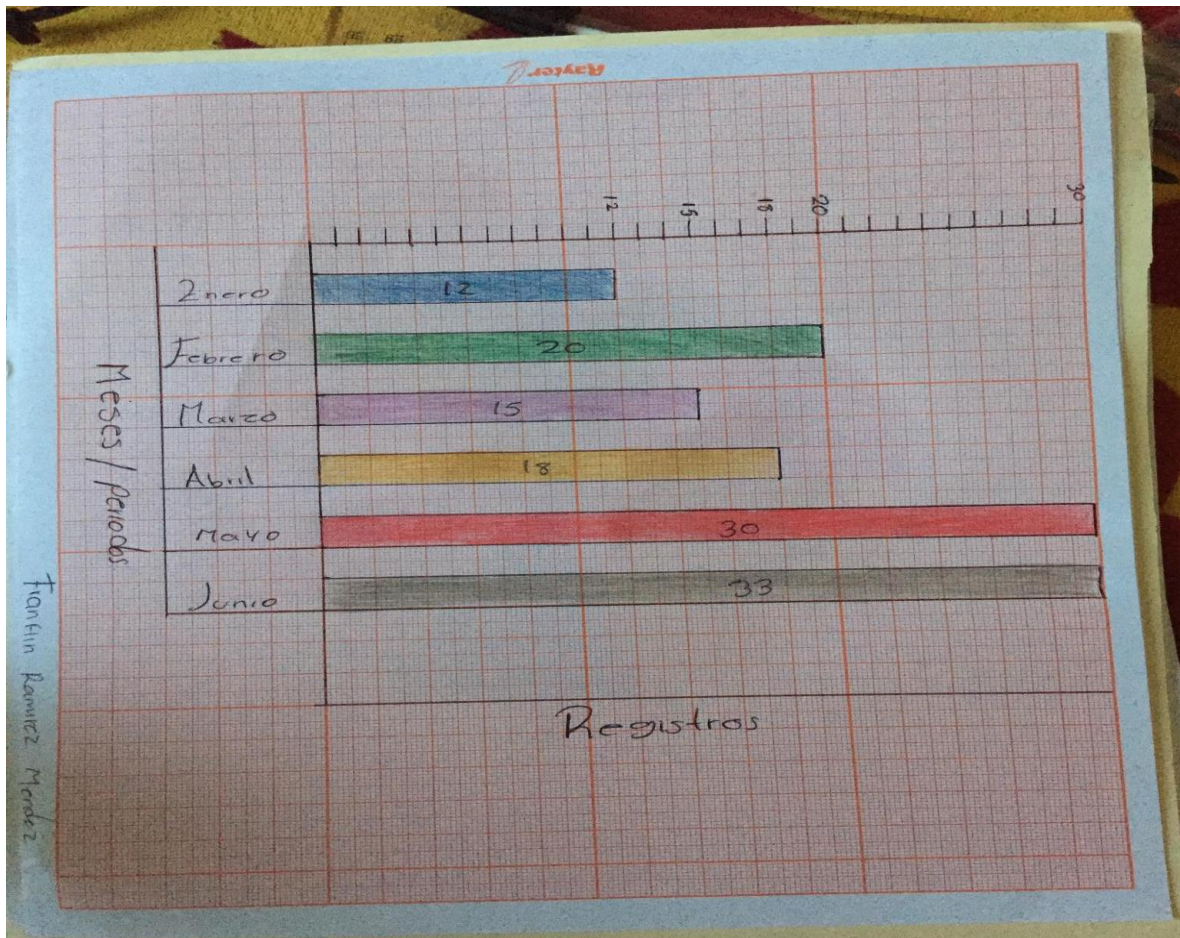 Rayter
12 15 18 20 30
Enero 12
Febrero 20
Marzo 15
Abril 18
Mayo 30
Junio 33
Meses/periodos
Registros
Franklin Ramirez Mendez